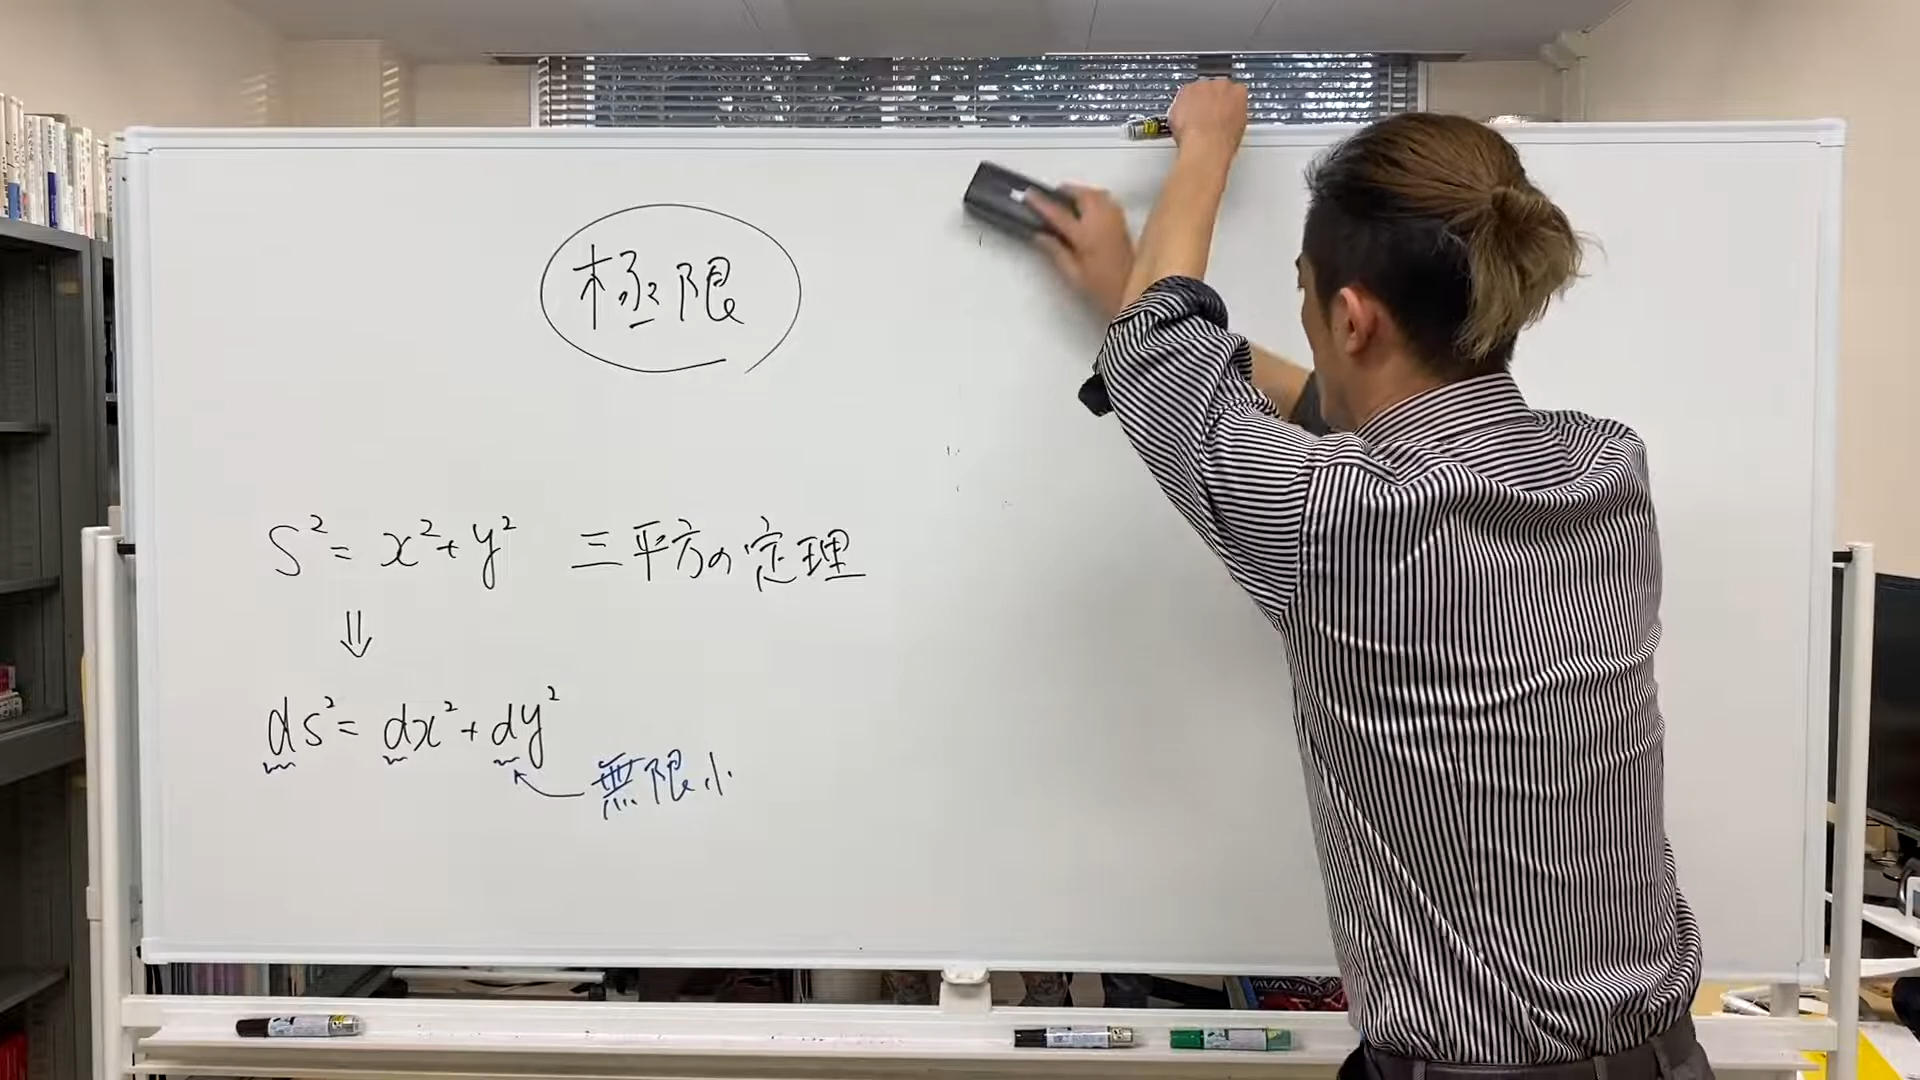 極限
S² = x² + y² 三平方の定理
⇓
ds² = dx² + dy²
無限小